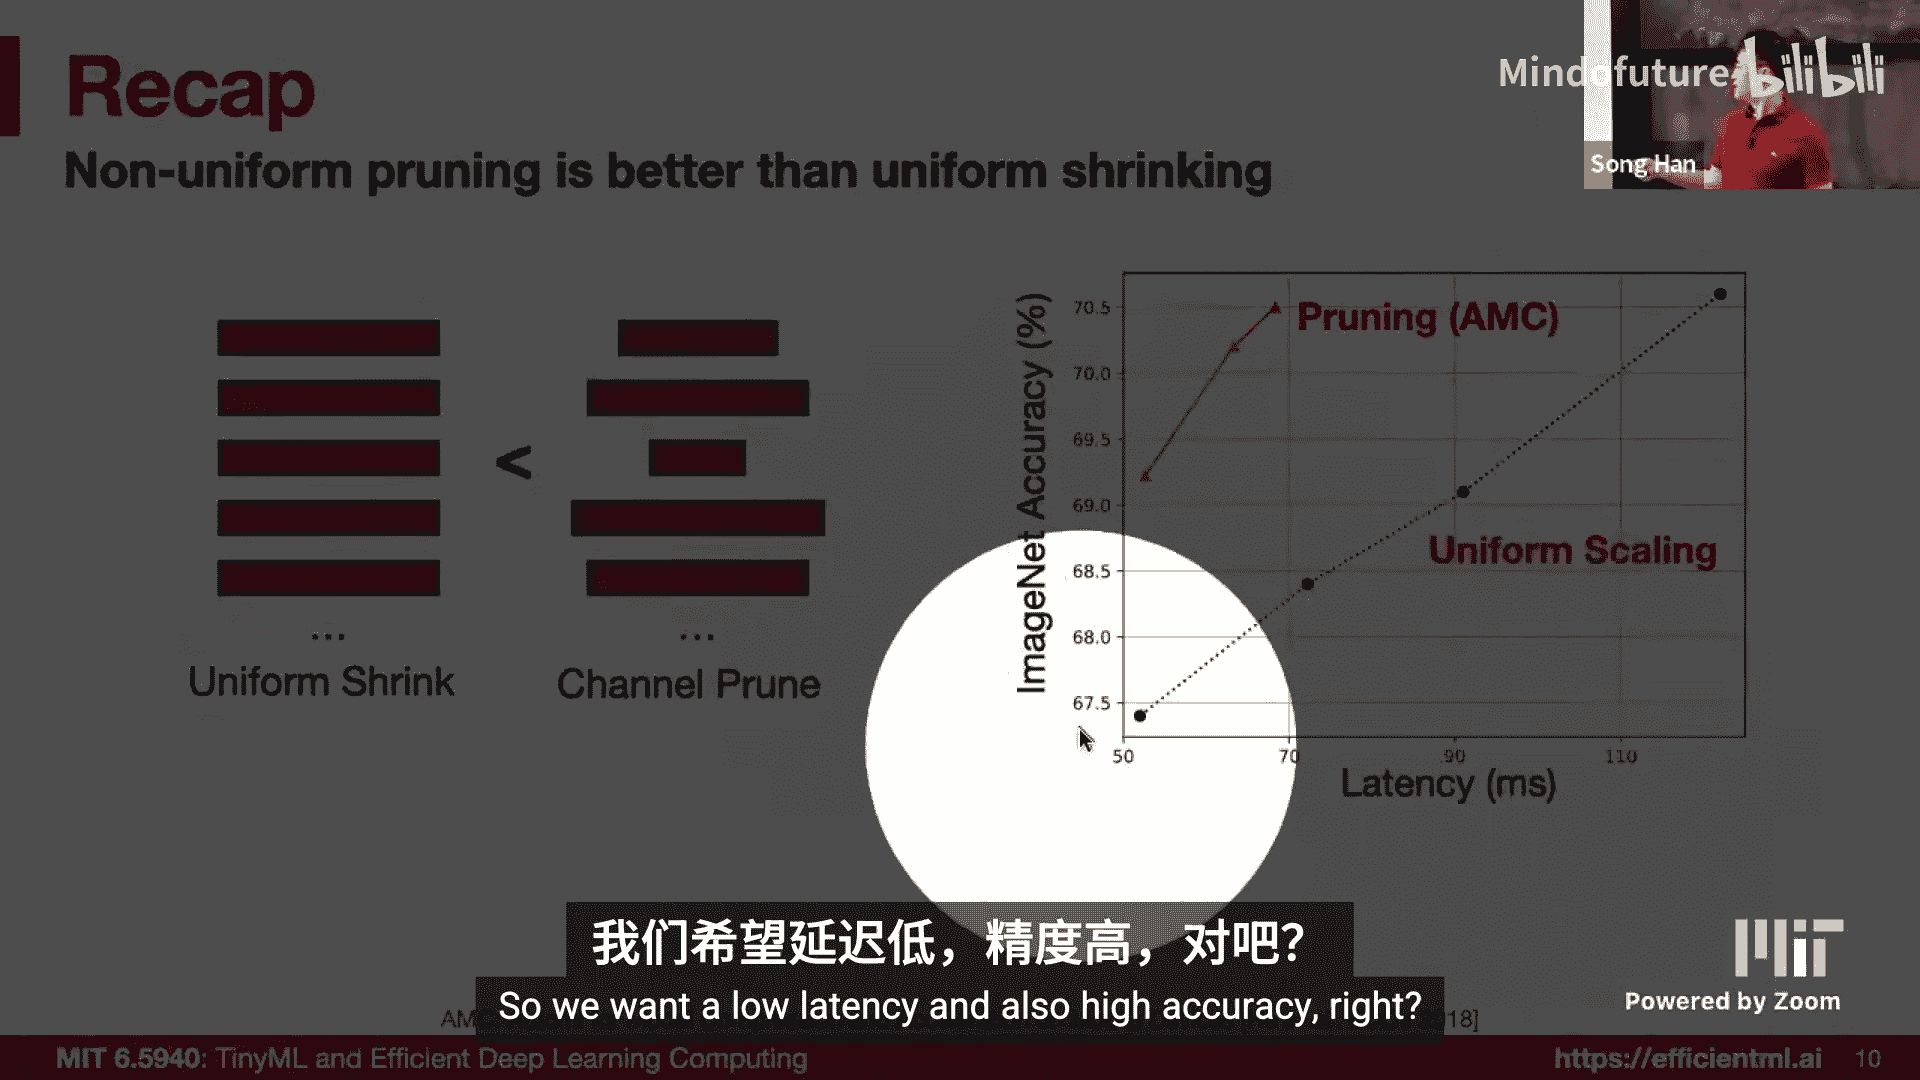 Recap
Mindofuture
bilibili
Song Han
Non-uniform pruning is better than uniform shrinking
<
...
...
Uniform Shrink
Channel Prune
ImageNet Accuracy (%)
70.5
70.0
69.5
69.0
68.5
68.0
67.5
Pruning (AMC)
Uniform Scaling
50 70 90 110
Latency (ms)
我们希望延迟低，精度高，对吧？
So we want a low latency and also high accuracy, right?
AM
18]
MIT
Powered by Zoom
MIT 6.5940: TinyML and Efficient Deep Learning Computing
https://efficientml.ai
10